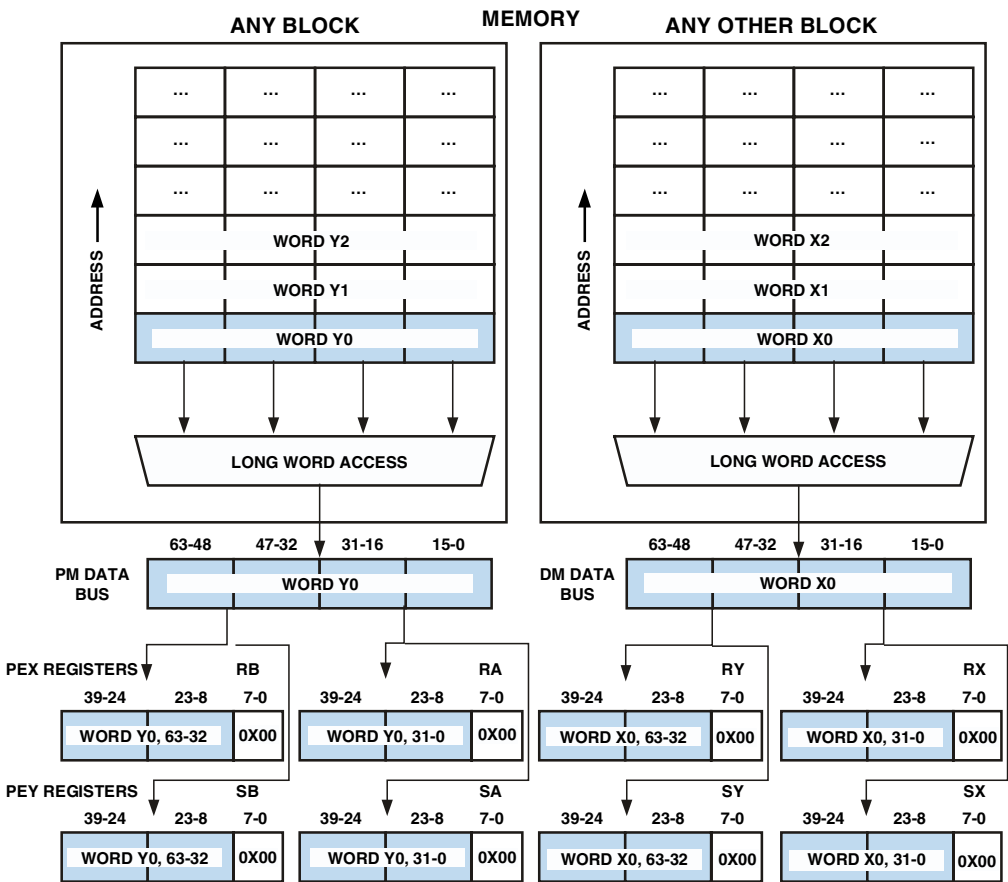 MEMORY
ANY BLOCK ANY OTHER BLOCK
... ... ... ... ... ... ... ...
... ... ... ... ... ... ... ...
... ... ... ... ... ... ... ...
ADDRESS ADDRESS
WORD Y2 WORD X2
WORD Y1 WORD X1
WORD Y0 WORD X0
LONG WORD ACCESS LONG WORD ACCESS
63-48 47-32 31-16 15-0 63-48 47-32 31-16 15-0
PM DATA BUS WORD Y0 DM DATA BUS WORD X0
PEX REGISTERS RB RA RY RX
39-24 23-8 7-0 39-24 23-8 7-0 39-24 23-8 7-0 39-24 23-8 7-0
WORD Y0, 63-32 0X00 WORD Y0, 31-0 0X00 WORD X0, 63-32 0X00 WORD X0, 31-0 0X00
PEY REGISTERS SB SA SY SX
39-24 23-8 7-0 39-24 23-8 7-0 39-24 23-8 7-0 39-24 23-8 7-0
WORD Y0, 63-32 0X00 WORD Y0, 31-0 0X00 WORD X0, 63-32 0X00 WORD X0, 31-0 0X00